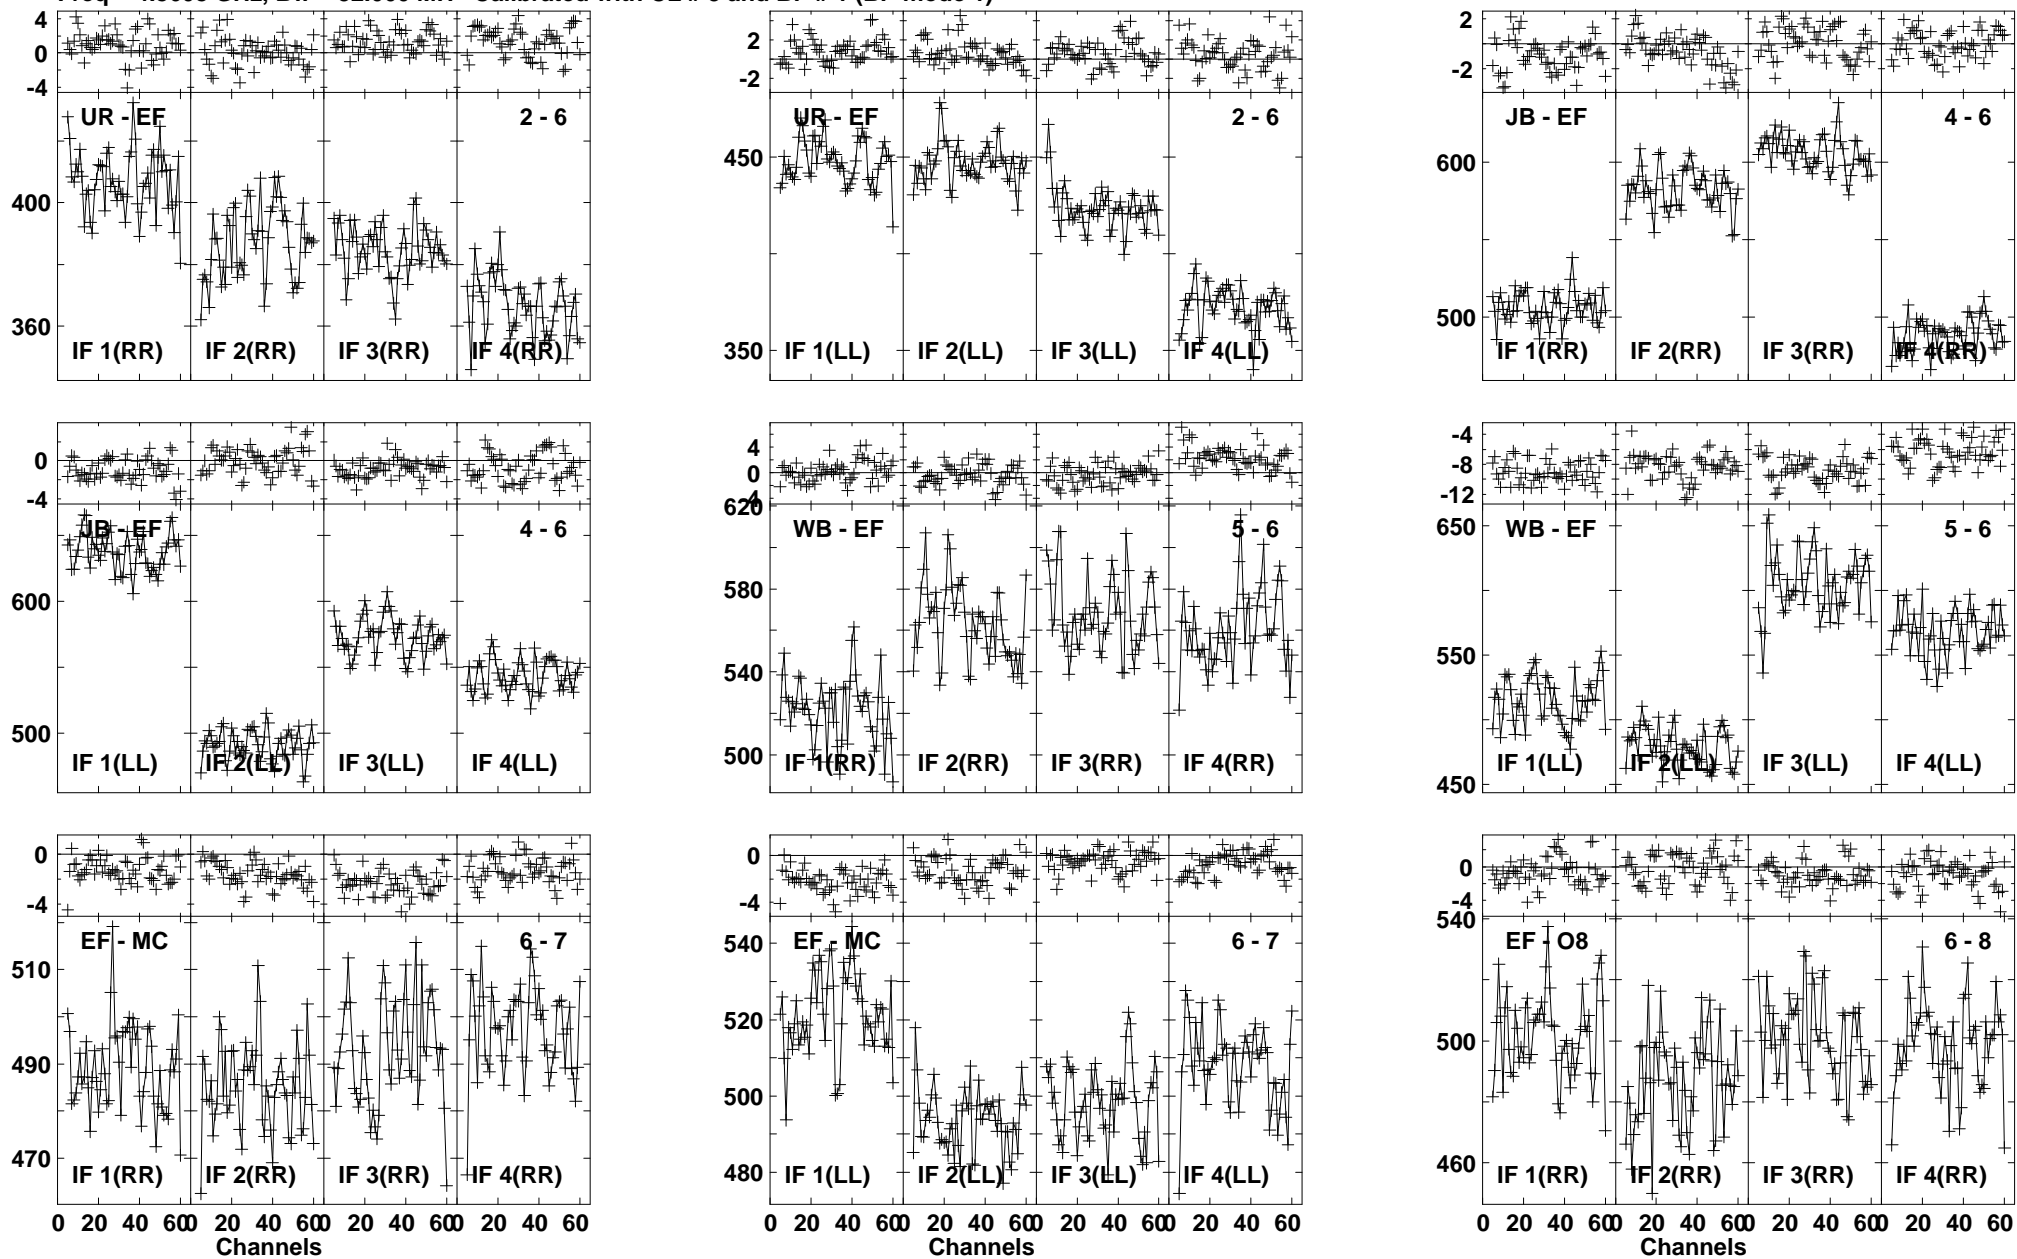 4
0
-4
UR - EF
2 - 6
400
360
IF 1(RR)
IF 2(RR)
IF 3(RR)
IF 4(RR)
2
-2
UR - EF
2 - 6
450
350
IF 1(LL)
IF 2(LL)
IF 3(LL)
IF 4(LL)
2
-2
JB - EF
4 - 6
600
500
IF 1(RR)
IF 2(RR)
IF 3(RR)
IF 4(RR)
0
-4
JB - EF
4 - 6
600
500
IF 1(LL)
IF 2(LL)
IF 3(LL)
IF 4(LL)
4
0
620
WB - EF
5 - 6
580
540
500
IF 1(RR)
IF 2(RR)
IF 3(RR)
IF 4(RR)
-4
-8
-12
650
WB - EF
5 - 6
550
450
IF 1(LL)
IF 2(LL)
IF 3(LL)
IF 4(LL)
0
-4
EF - MC
6 - 7
510
490
470
IF 1(RR)
IF 2(RR)
IF 3(RR)
IF 4(RR)
0 20 40 60 0 20 40 60 0 20 40 60 0 20 40 60
Channels
0
-4
EF - MC
6 - 7
540
520
500
480
IF 1(LL)
IF 2(LL)
IF 3(LL)
IF 4(LL)
0 20 40 60 0 20 40 60 0 20 40 60 0 20 40 60
Channels
0
-4
540
EF - O8
6 - 8
500
460
IF 1(RR)
IF 2(RR)
IF 3(RR)
IF 4(RR)
0 20 40 60 0 20 40 60 0 20 40 60 0 20 40 60
Channels